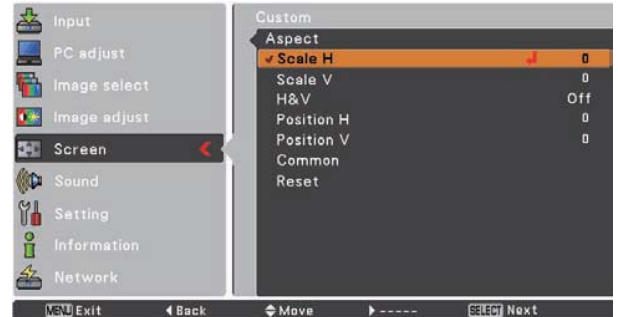 Input
PC adjust
Image select
Image adjust
Screen
Sound
Setting
Information
Network
Custom
Aspect
✓ Scale H 0
Scale V 0
H&V Off
Position H 0
Position V 0
Common
Reset
MENU Exit ◀ Back ◆ Move ▶ ----- SELECT Next